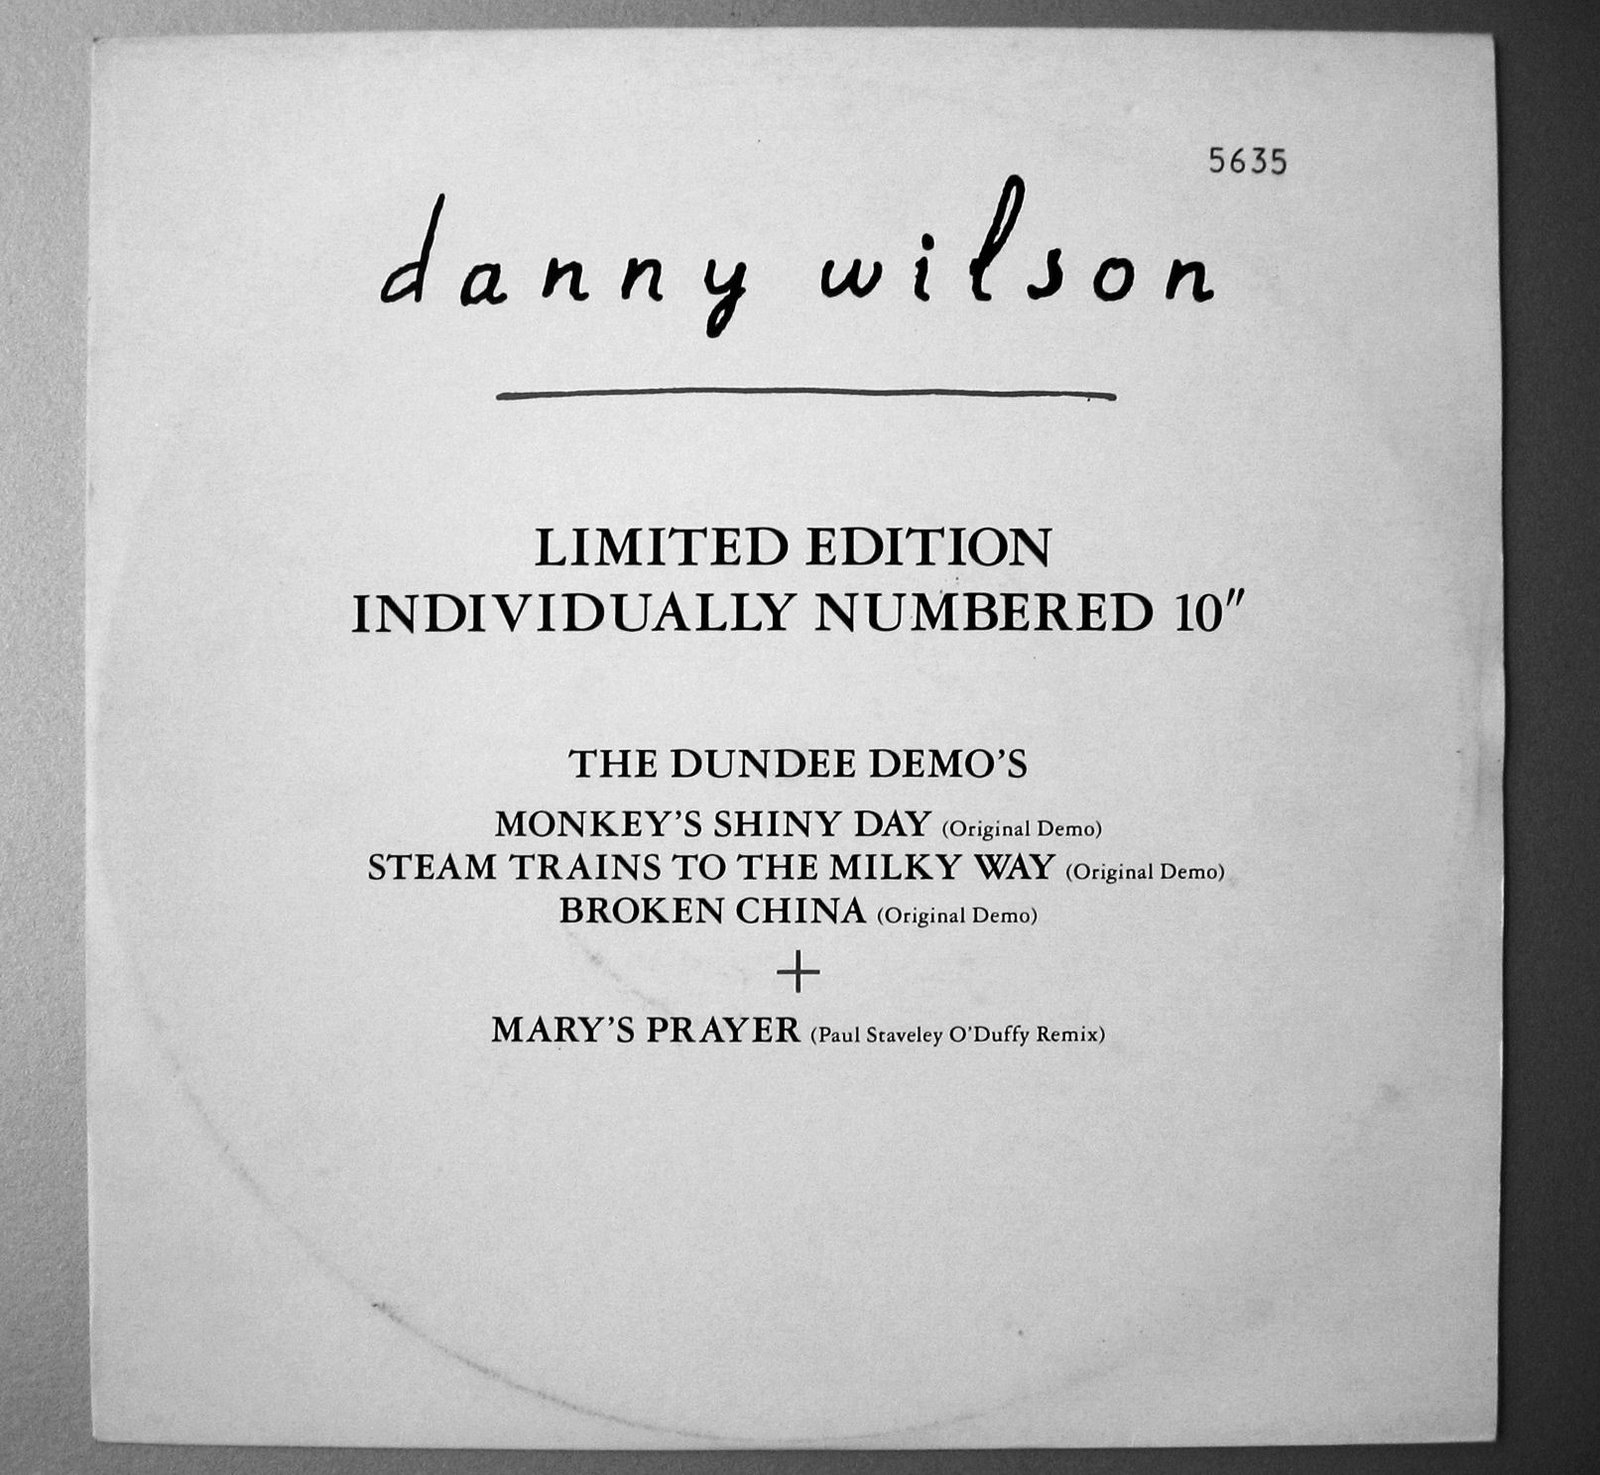 5635
danny wilson
LIMITED EDITION
INDIVIDUALLY NUMBERED 10"
THE DUNDEE DEMO'S
MONKEY'S SHINY DAY (Original Demo)
STEAM TRAINS TO THE MILKY WAY (Original Demo)
BROKEN CHINA (Original Demo)
+
MARY'S PRAYER (Paul Staveley O'Duffy Remix)